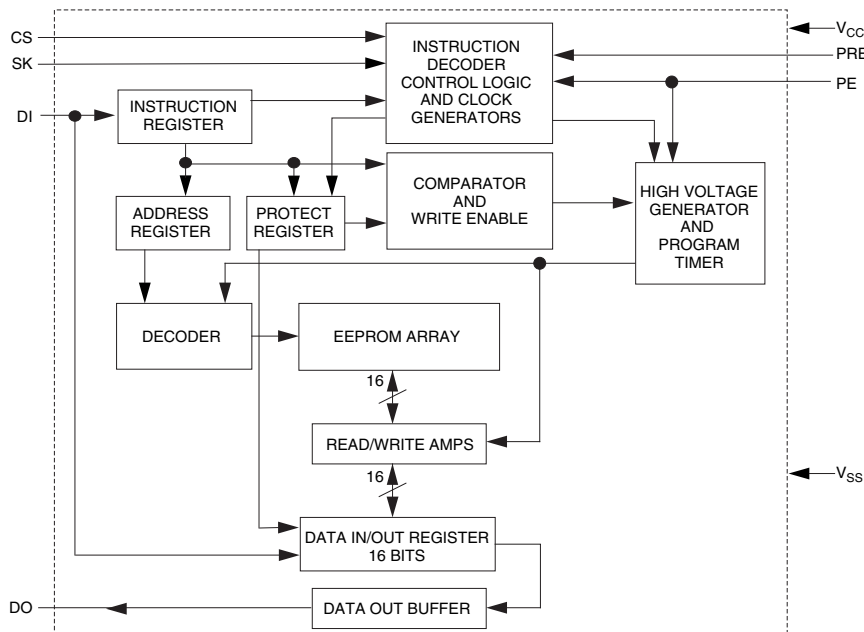 CS
SK
DI
INSTRUCTION
REGISTER
INSTRUCTION
DECODER
CONTROL LOGIC
AND CLOCK
GENERATORS
VCC
PRE
PE
ADDRESS
REGISTER
PROTECT
REGISTER
COMPARATOR
AND
WRITE ENABLE
HIGH VOLTAGE
GENERATOR
AND
PROGRAM
TIMER
DECODER
EEPROM ARRAY
16
READ/WRITE AMPS
16
VSS
DATA IN/OUT REGISTER
16 BITS
DO
DATA OUT BUFFER